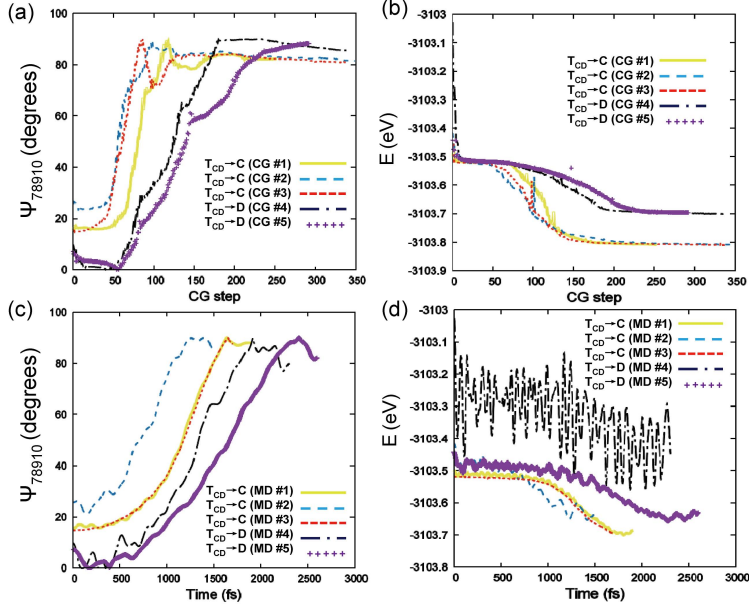 (a)
100
80
60
40
20
0
Ψ78910 (degrees)
TCD→C (CG #1)
TCD→C (CG #2)
TCD→C (CG #3)
TCD→D (CG #4)
TCD→D (CG #5)
0 50 100 150 200 250 300 350
CG step
(b)
-3103
-3103.1
-3103.2
-3103.3
-3103.4
-3103.5
-3103.6
-3103.7
-3103.8
-3103.9
E (eV)
TCD→C (CG #1)
TCD→C (CG #2)
TCD→C (CG #3)
TCD→D (CG #4)
TCD→D (CG #5)
0 50 100 150 200 250 300 350
CG step
(c)
100
80
60
40
20
0
Ψ78910 (degrees)
TCD→C (MD #1)
TCD→C (MD #2)
TCD→C (MD #3)
TCD→D (MD #4)
TCD→D (MD #5)
0 500 1000 1500 2000 2500 3000
Time (fs)
(d)
-3103
-3103.1
-3103.2
-3103.3
-3103.4
-3103.5
-3103.6
-3103.7
-3103.8
E (eV)
TCD→C (MD #1)
TCD→C (MD #2)
TCD→C (MD #3)
TCD→D (MD #4)
TCD→D (MD #5)
0 500 1000 1500 2000 2500 3000
Time (fs)